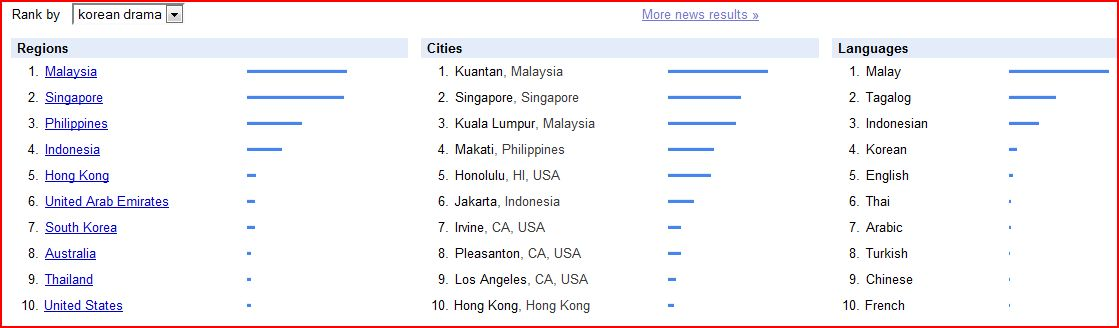 Rank by korean drama More news results »
Regions
1. Malaysia
2. Singapore
3. Philippines
4. Indonesia
5. Hong Kong
6. United Arab Emirates
7. South Korea
8. Australia
9. Thailand
10. United States
Cities
1. Kuantan, Malaysia
2. Singapore, Singapore
3. Kuala Lumpur, Malaysia
4. Makati, Philippines
5. Honolulu, HI, USA
6. Jakarta, Indonesia
7. Irvine, CA, USA
8. Pleasanton, CA, USA
9. Los Angeles, CA, USA
10. Hong Kong, Hong Kong
Languages
1. Malay
2. Tagalog
3. Indonesian
4. Korean
5. English
6. Thai
7. Arabic
8. Turkish
9. Chinese
10. French